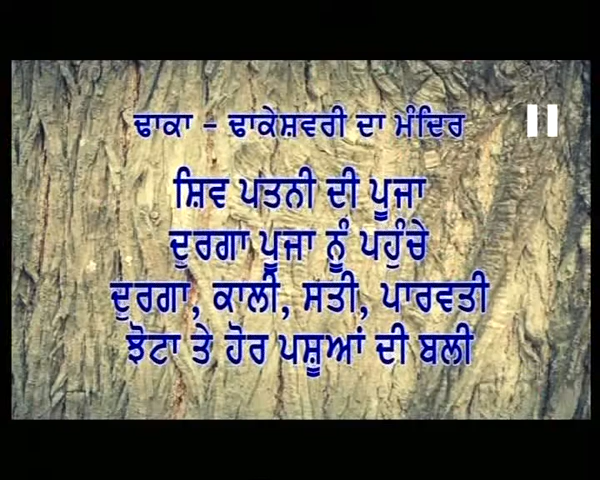 ਢਾਕਾ - ਢਾਕੇਸ਼ਵਰੀ ਦਾ ਮੰਦਿਰ
ਸ਼ਿਵ ਪਤਨੀ ਦੀ ਪੂਜਾ
ਦੁਰਗਾ ਪੂਜਾ ਨੂੰ ਪਹੁੰਚੇ
ਦੁਰਗਾ, ਕਾਲੀ, ਸਤੀ, ਪਾਰਵਤੀ
ਝੋਟਾ ਤੇ ਹੋਰ ਪਸ਼ੂਆਂ ਦੀ ਬਲੀ